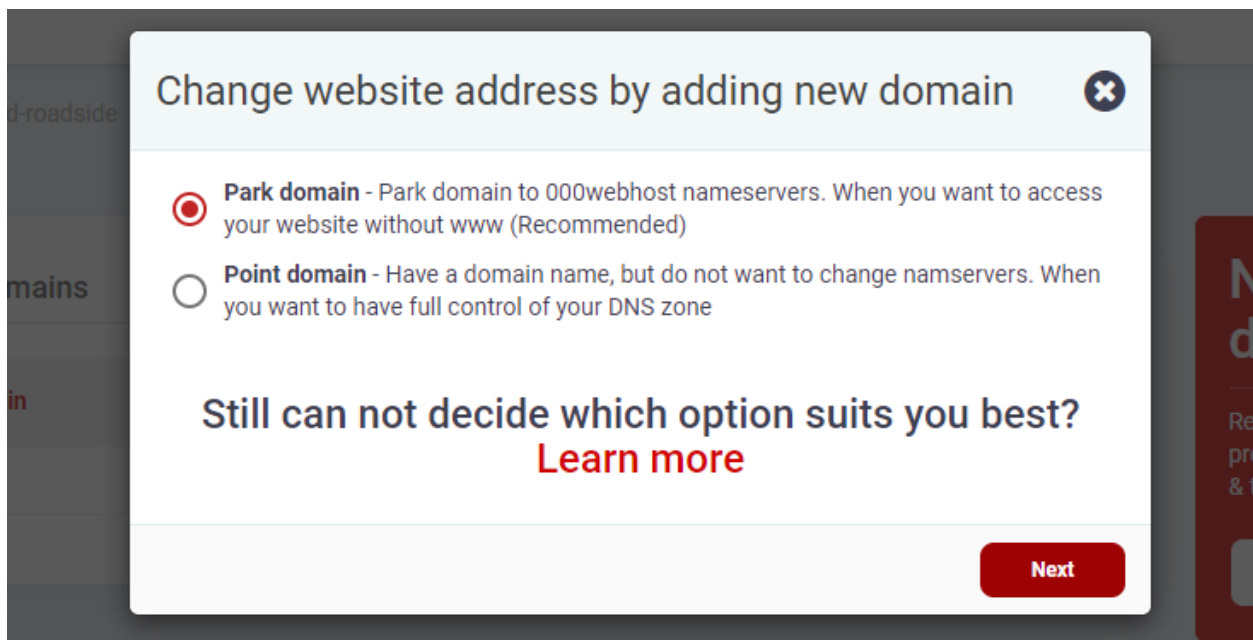 Change website address by adding new domain
d-roadside
Park domain - Park domain to 000webhost nameservers. When you want to access
your website without www (Recommended)
Point domain - Have a domain name, but do not want to change namservers. When
you want to have full control of your DNS zone
mains
in
Still can not decide which option suits you best?
Learn more
N
d
Re
pro
& t
Next